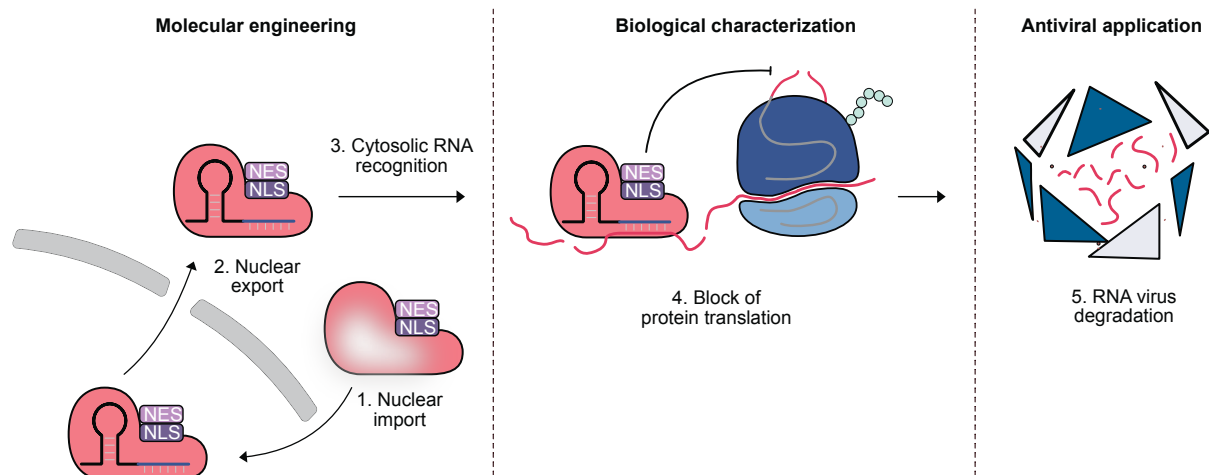 Molecular engineering
Biological characterization
Antiviral application
3. Cytosolic RNA
recognition
NES
NLS
2. Nuclear
export
NES
NLS
1. Nuclear
import
NES
NLS
NES
NLS
4. Block of
protein translation
5. RNA virus
degradation